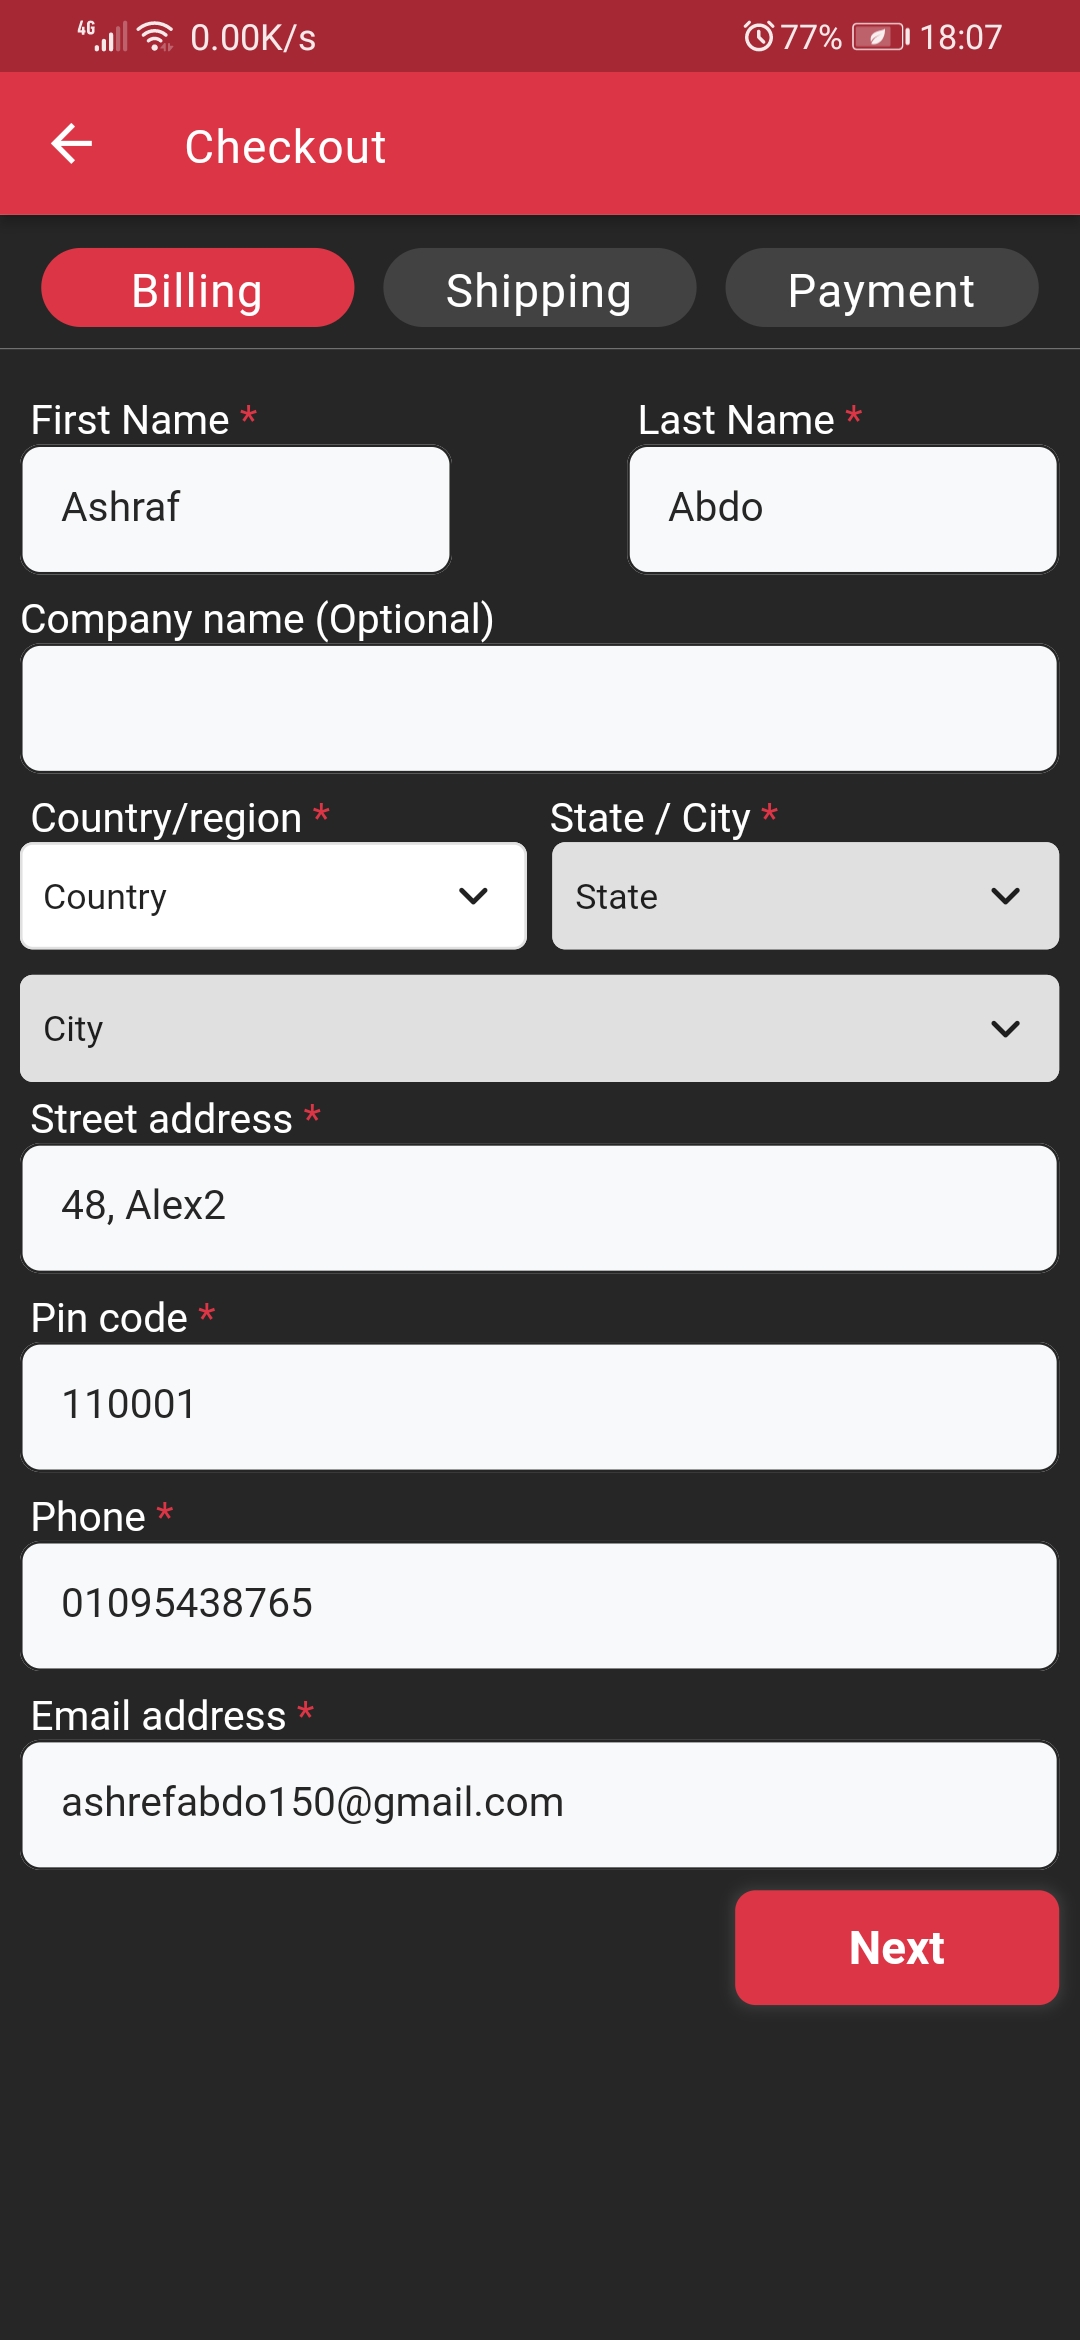 4G 0.00K/s 77% 18:07
Checkout
Billing Shipping Payment
First Name * Last Name *
Ashraf Abdo
Company name (Optional)
Country/region * State / City *
Country State
City
Street address *
48, Alex2
Pin code *
110001
Phone *
01095438765
Email address *
ashrefabdo150@gmail.com
Next